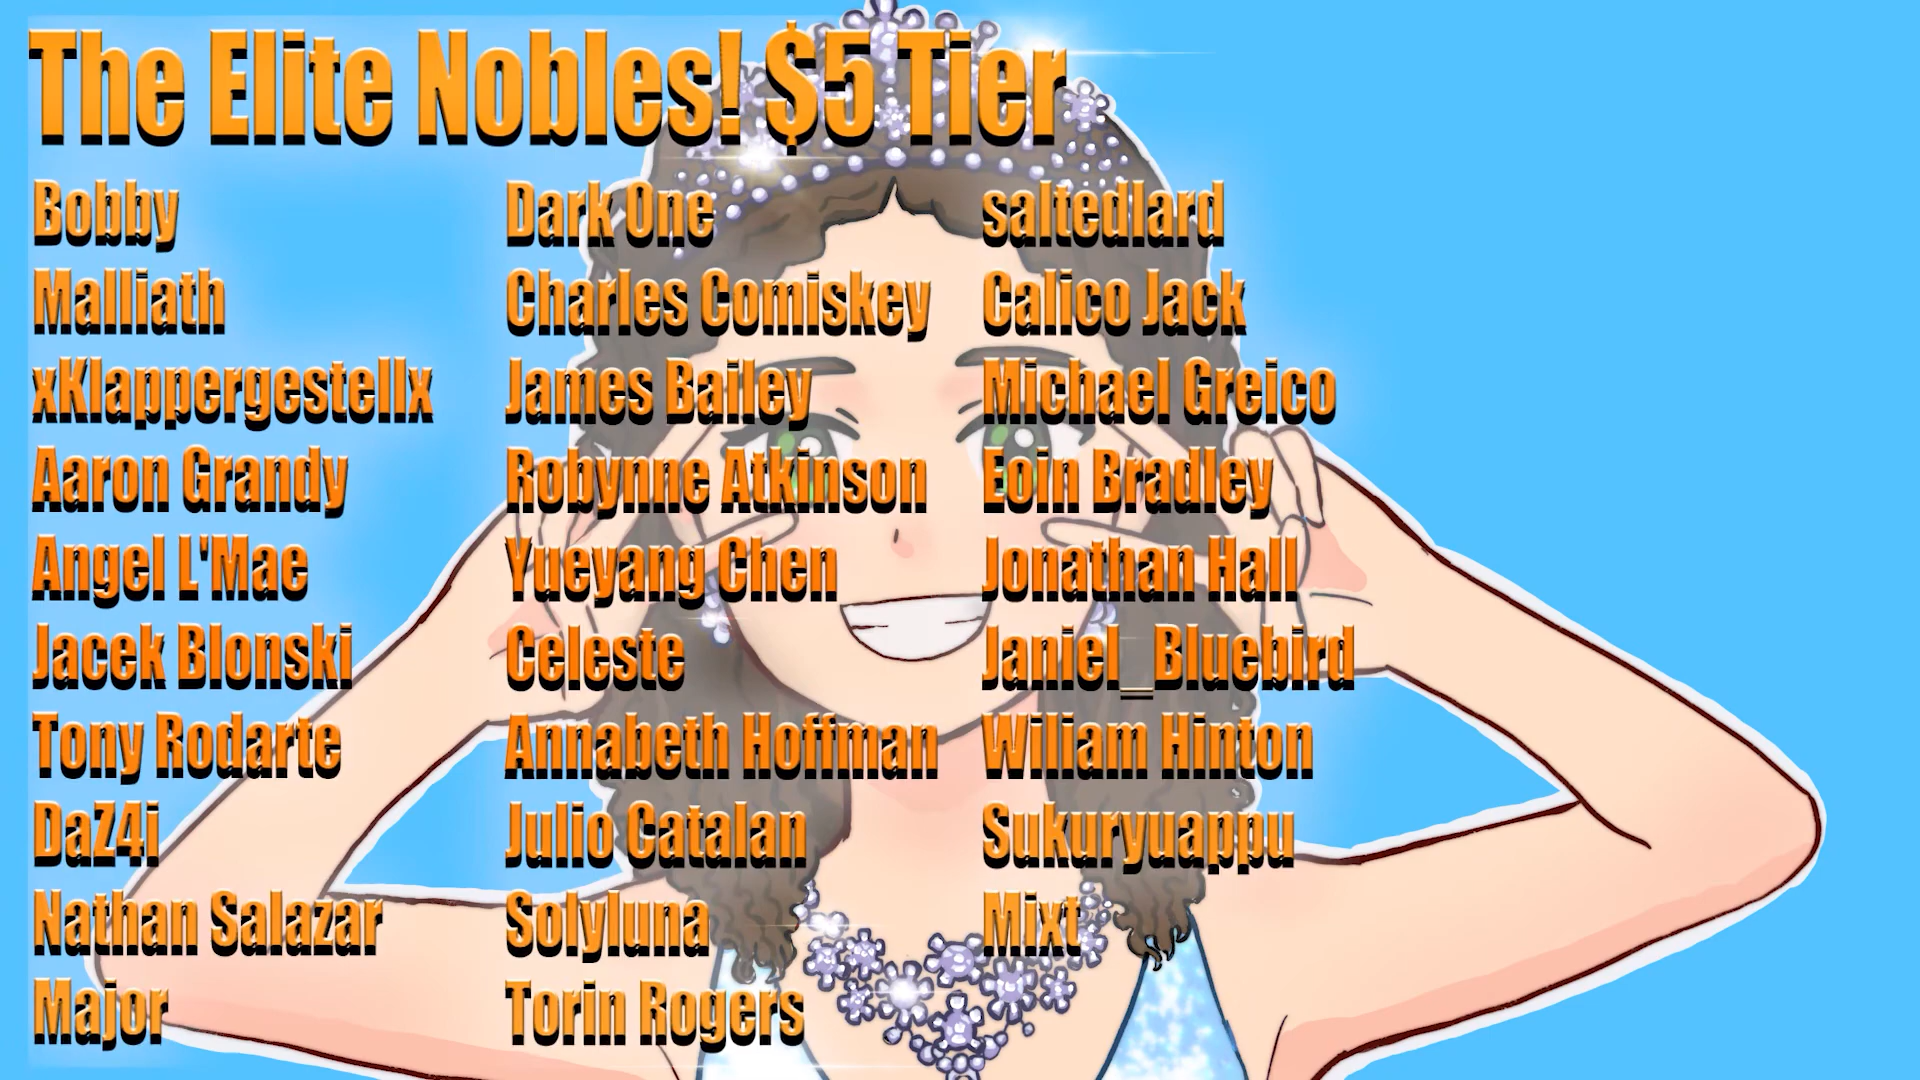 The Elite Nobles! $5 Tier
Bobby
Malliath
xKlappergestellx
Aaron Grandy
Angel L'Mae
Jacek Blonski
Tony Rodarte
DaZ4i
Nathan Salazar
Major
Dark One
Charles Comiskey
James Bailey
Robynne Atkinson
Yueyang Chen
Celeste
Annabeth Hoffman
Julio Catalan
Solyluna
Torin Rogers
saltedlard
Calico Jack
Michael Greico
Eoin Bradley
Jonathan Hall
Janiel_Bluebird
Wiliam Hinton
Sukuryuappu
Mixt